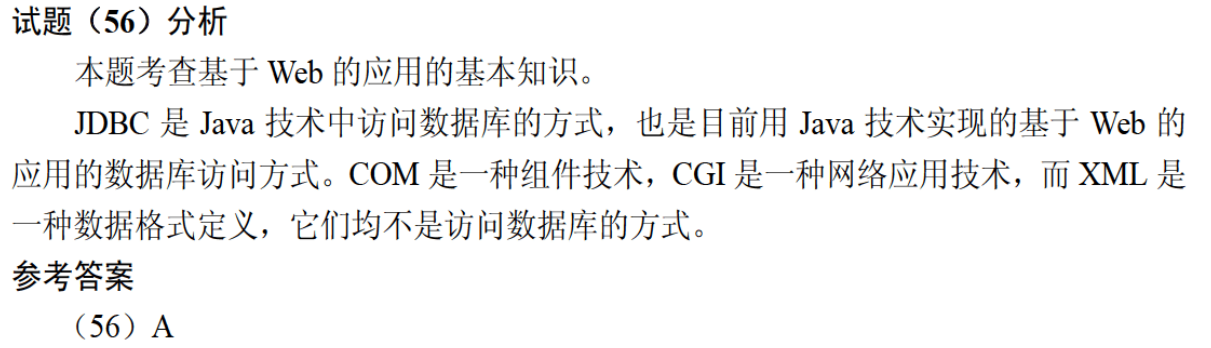 试题（56）分析
本题考查基于 Web 的应用的基本知识。
JDBC 是 Java 技术中访问数据库的方式，也是目前用 Java 技术实现的基于 Web 的
应用的数据库访问方式。COM 是一种组件技术，CGI 是一种网络应用技术，而 XML 是
一种数据格式定义，它们均不是访问数据库的方式。
参考答案
（56）A